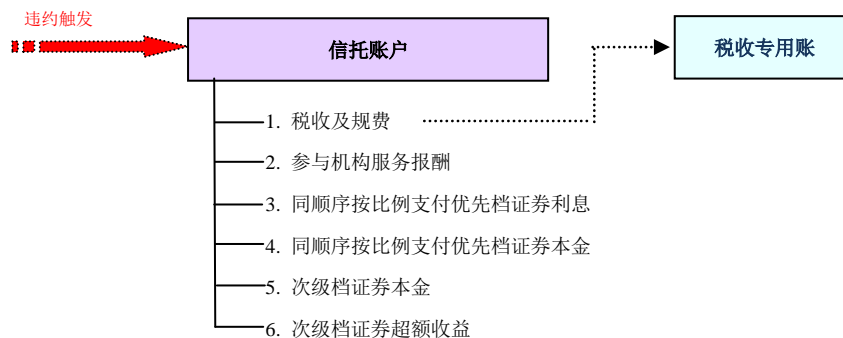 违约触发
信托账户
税收专用账
1. 税收及规费
2. 参与机构服务报酬
3. 同顺序按比例支付优先档证券利息
4. 同顺序按比例支付优先档证券本金
5. 次级档证券本金
6. 次级档证券超额收益